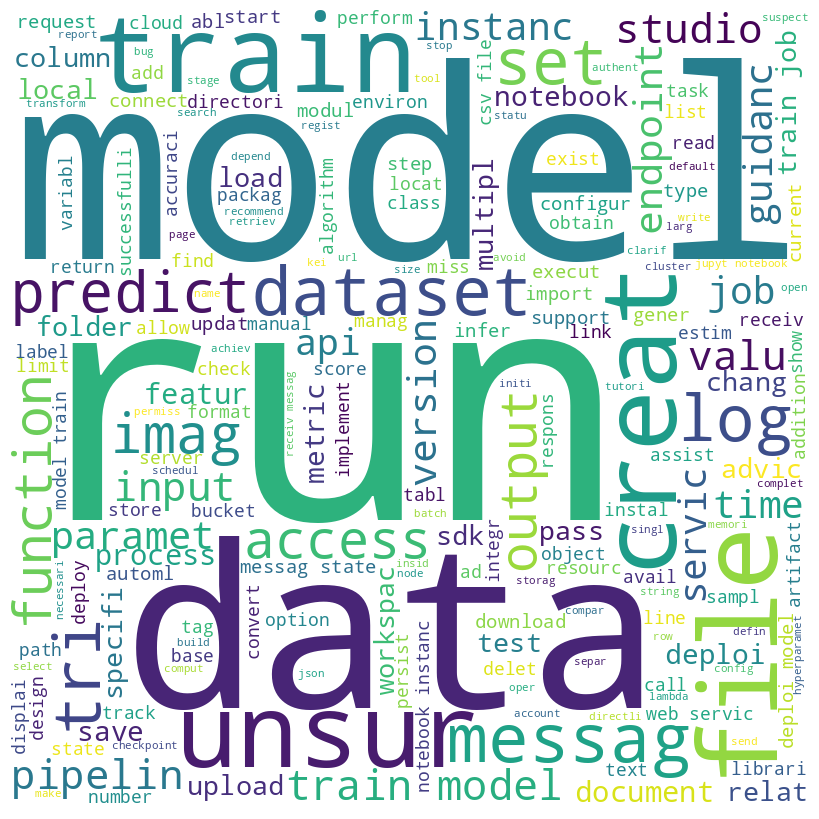 request
cloud
abl
start
perform
instanc
studio
suspect
report
bug
column
train
stop
set
authent
stage
tool
add
local
transform
connect
directori
search
modul
environ
regist
statu
csv file
notebook
task
list
train job
model
variabl
successfulli
accuraci
load
depend
packag
recommend
retriev
algorithm
step
locat
class
multipl
exist
configur
obtain
endpoint
type
read
default
guidanc
write
current
page
return
find
url
kei
size
miss
avoid
execut
import
clarif
larg
cluster
jupyt notebook
name
open
predict
dataset
job
folder
allow
updat
manual
manag
infer
link
support
gener
estim
receiv
label
limit
achiev
api
score
version
initi
tutori
show
addition
valu
chang
check
featur
format
permiss
receiv messag
metric
implement
run
creat
log
function
model train
imag
server
schedul
output
respons
assist
advic
complet
input
store
bucket
tabl
batch
instal
singl
servic
time
memori
paramet
process
access
sdk
integr
pass
object
resourc
artifact
necessari
deploy
automl
messag state
insid
node
ad
storag
avail
string
sampl
tri
specifi
convert
tag
build
base
comput
option
json
data
workspac
persist
download
test
compar
separ
line
row
defin
hyperparamet
file
path
select
delet
deploi
config
displai
design
track
save
oper
call
lambda
state
checkpoint
unsur
notebook instanc
account
directli
web servic
deploi model
send
messag
pipelin
make
number
upload
train model
text
document
librari
relat